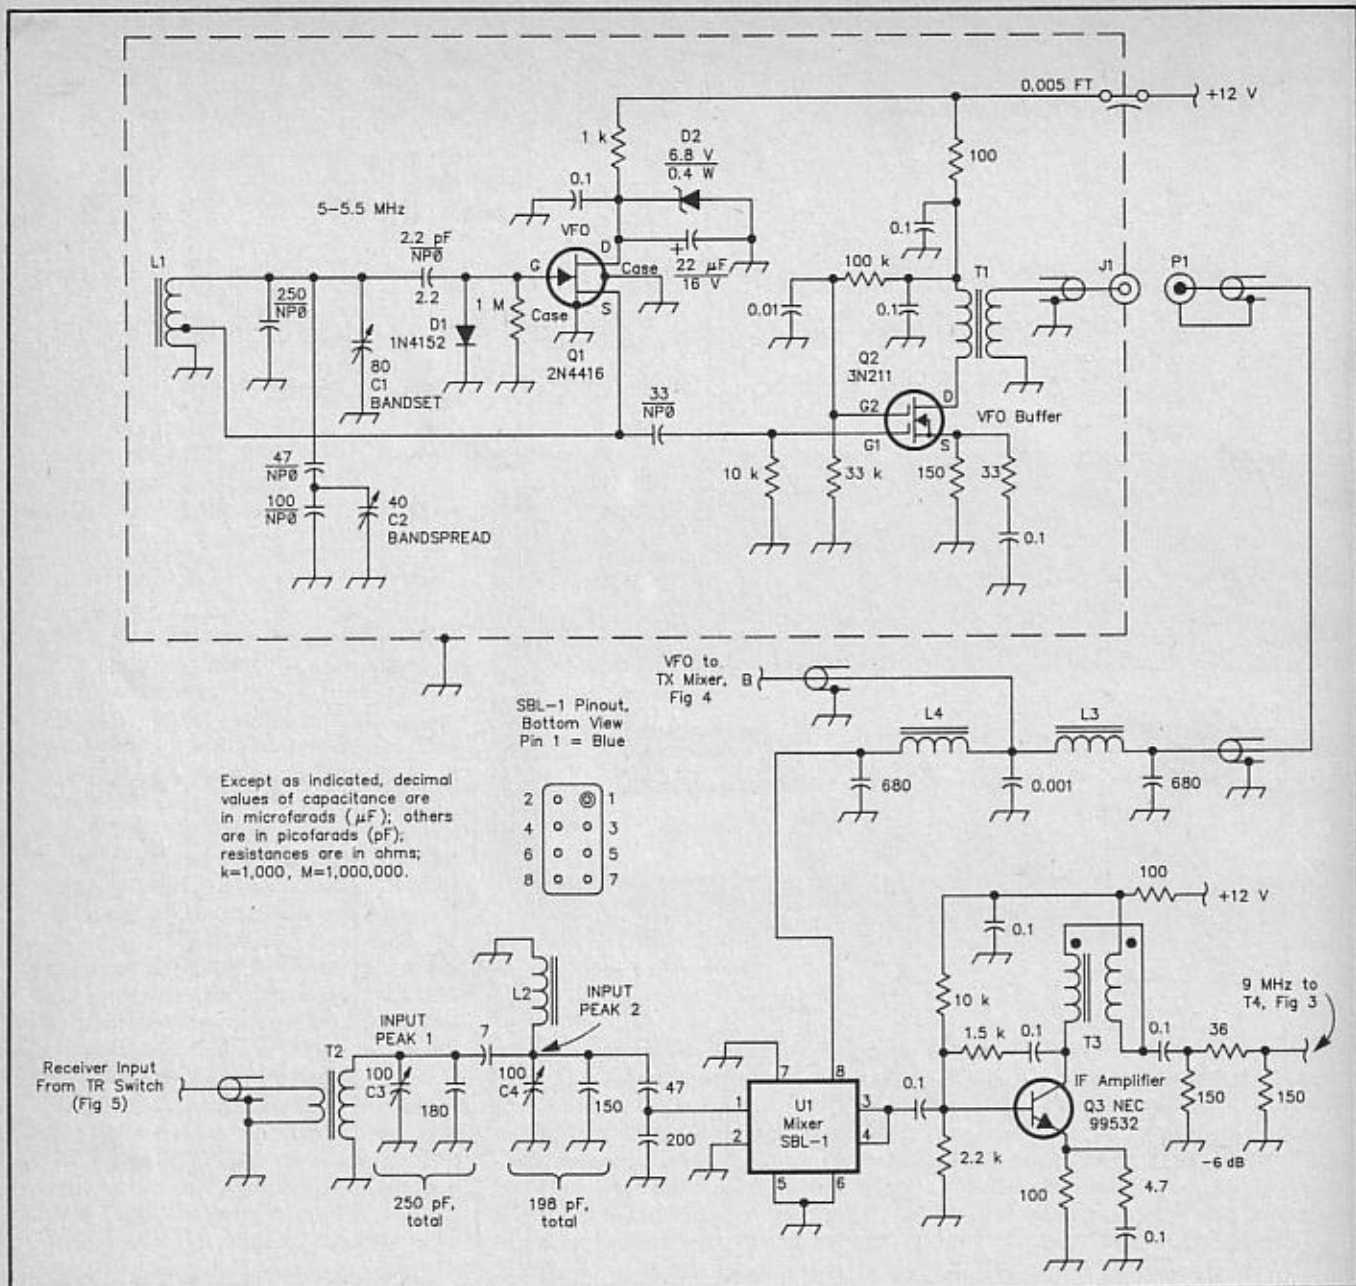 0.005 FT
+12 V
1 k
D2
6.8 V
0.4 W
100
0.1
5–5.5 MHz
VFO
D
0.1
2.2 pF
NPØ
2.2
G
Case
+
22 µF
16 V
100 k
T1
J1
P1
L1
250
NPØ
1 M
Case
S
0.01
0.1
D1
1N4152
Q1
2N4416
Q2
3N211
80
C1
BANDSET
33
NPØ
G2
D
VFO Buffer
G1
S
47
NPØ
10 k
33 k
150
33
100
NPØ
40
C2
BANDSPREAD
0.1
VFO to
TX Mixer,
Fig 4
B
SBL-1 Pinout,
Bottom View
Pin 1 = Blue
L4
L3
Except as indicated, decimal
values of capacitance are
in microfarads (µF); others
are in picofarads (pF);
resistances are in ohms;
k=1,000, M=1,000,000.
2 1
4 3
6 5
8 7
680
0.001
680
100
+12 V
0.1
L2
INPUT
PEAK 2
10 k
9 MHz to
T4, Fig 3
INPUT
PEAK 1
7
1.5 k
0.1
T3
0.1
36
Receiver Input
From TR Switch
(Fig 5)
T2
100
C3
180
100
C4
150
47
7
8
0.1
IF Amplifier
Q3 NEC
99532
150
150
1
2
U1
Mixer
SBL-1
3
4
200
5
6
2.2 k
-6 dB
250 pF,
total
198 pF,
total
100
4.7
0.1